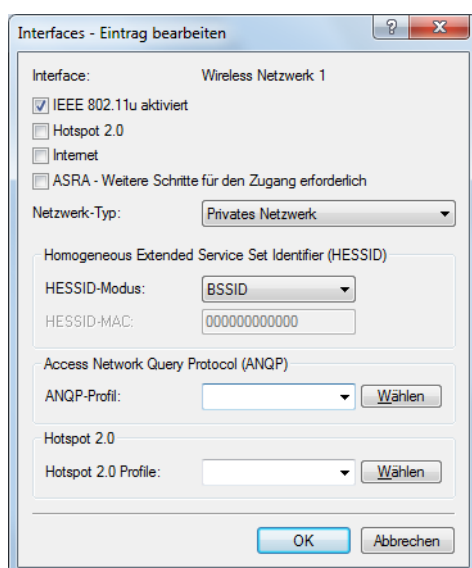 Interfaces - Eintrag bearbeiten
?
Interface: Wireless Netzwerk 1
IEEE 802.11u aktiviert
Hotspot 2.0
Internet
ASRA - Weitere Schritte für den Zugang erforderlich
Netzwerk-Typ: Privates Netzwerk
Homogeneous Extended Service Set Identifier (HESSID)
HESSID-Modus: BSSID
HESSID-MAC: 000000000000
Access Network Query Protocol (ANQP)
ANQP-Profil: Wählen
Hotspot 2.0
Hotspot 2.0 Profile: Wählen
OK Abbrechen